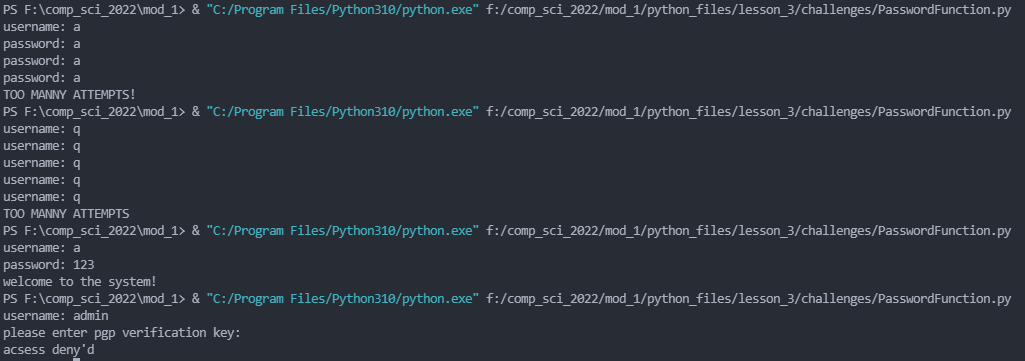 PS F:\comp_sci_2022\mod_1> & "C:/Program Files/Python310/python.exe" f:/comp_sci_2022/mod_1/python_files/lesson_3/challenges/PasswordFunction.py
username: a
password: a
password: a
password: a
TOO MANNY ATTEMPTS!
PS F:\comp_sci_2022\mod_1> & "C:/Program Files/Python310/python.exe" f:/comp_sci_2022/mod_1/python_files/lesson_3/challenges/PasswordFunction.py
username: q
username: q
username: q
username: q
username: q
TOO MANNY ATTEMPTS
PS F:\comp_sci_2022\mod_1> & "C:/Program Files/Python310/python.exe" f:/comp_sci_2022/mod_1/python_files/lesson_3/challenges/PasswordFunction.py
username: a
password: 123
welcome to the system!
PS F:\comp_sci_2022\mod_1> & "C:/Program Files/Python310/python.exe" f:/comp_sci_2022/mod_1/python_files/lesson_3/challenges/PasswordFunction.py
username: admin
please enter pgp verification key:
acsess deny'd